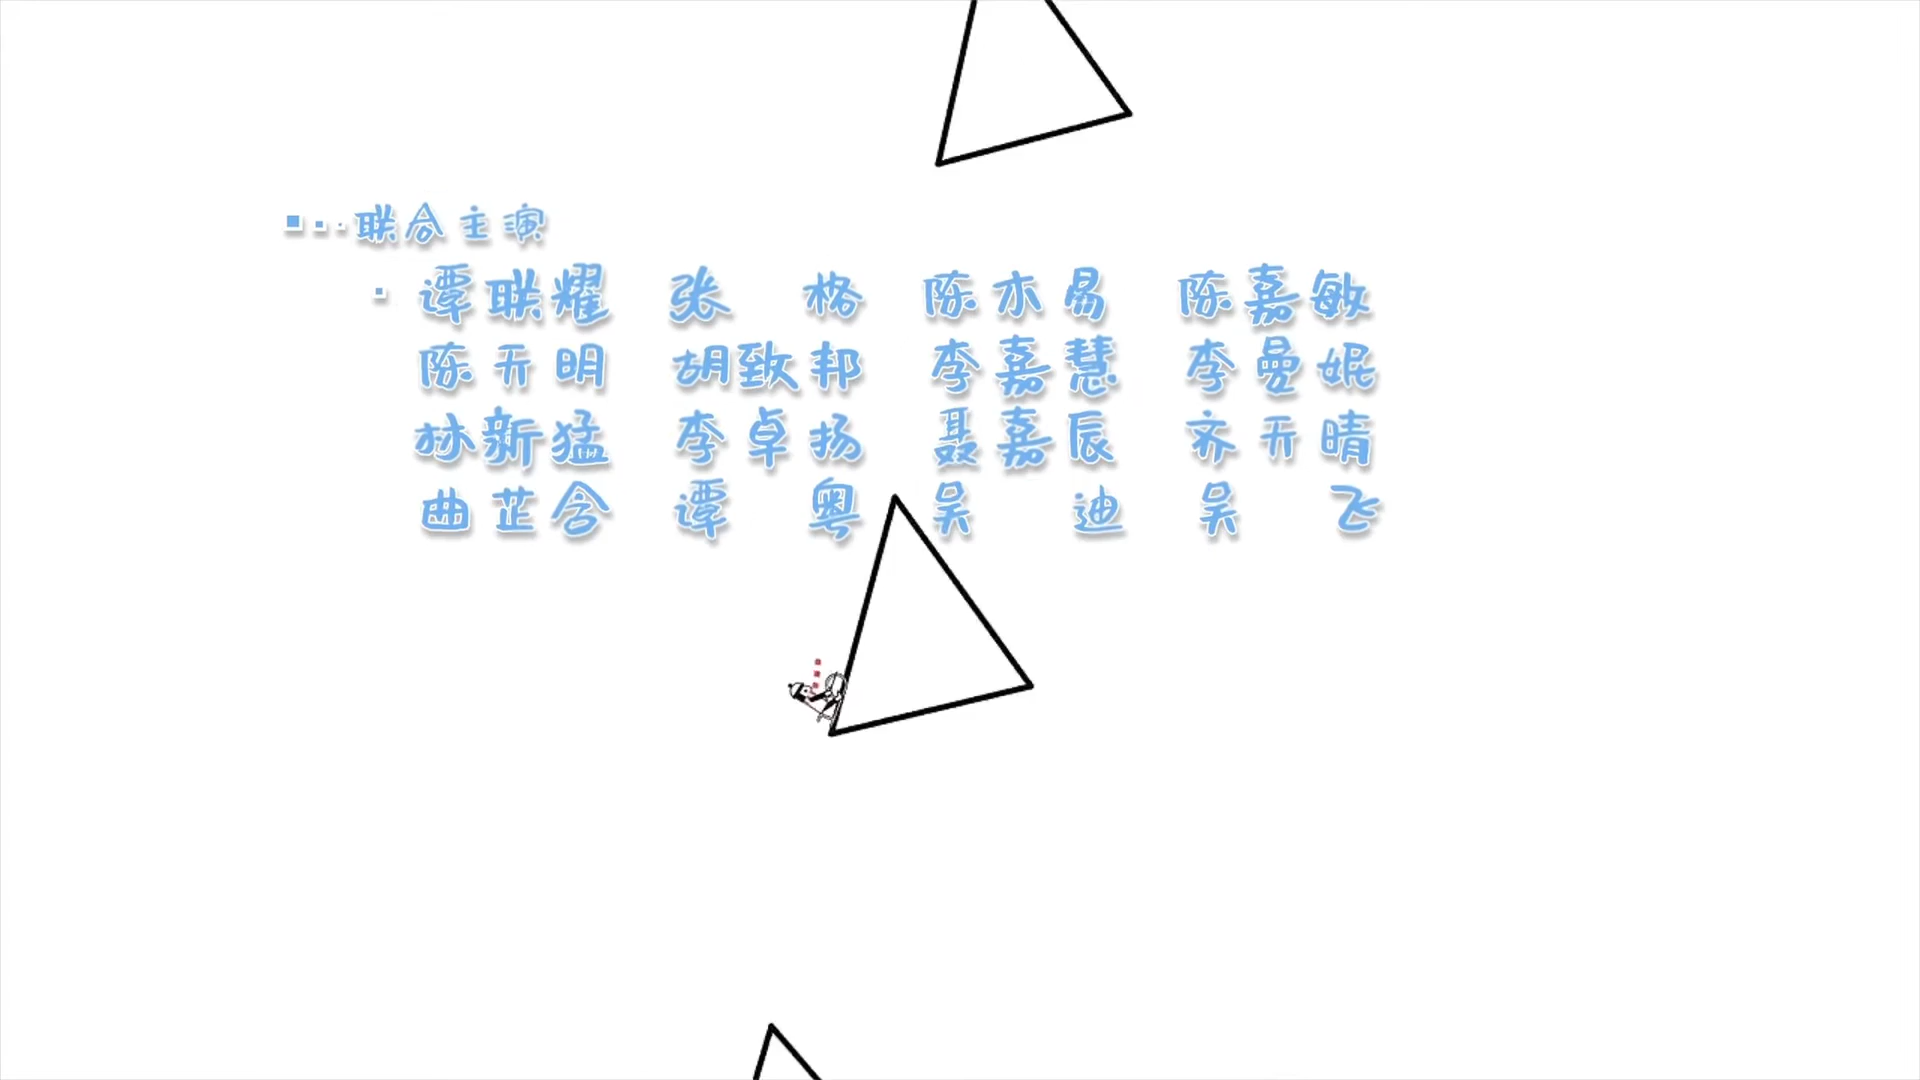 联合主演
谭联耀 张格 陈木易 陈嘉敏
陈天明 胡致邦 李嘉慧 李曼妮
林新猛 李卓扬 聂嘉辰 齐天晴
曲芷含 谭粤 吴迪 吴飞